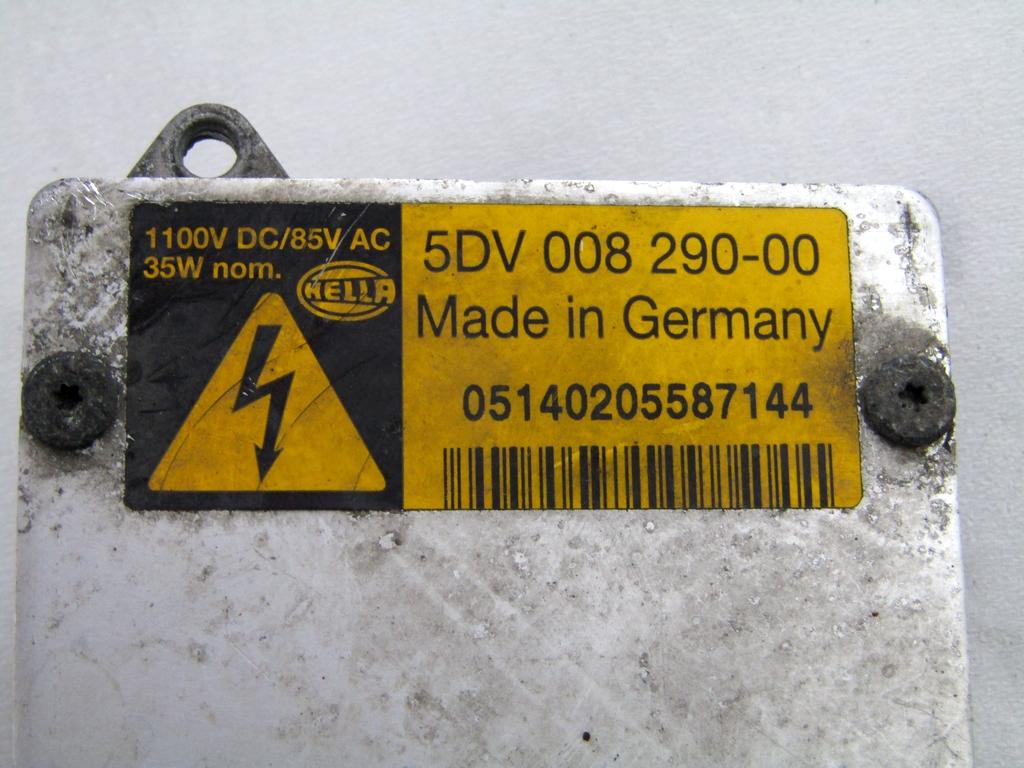 1100V DC/85V AC
35W nom.
HELLA
5DV 008 290-00
Made in Germany
05140205587144